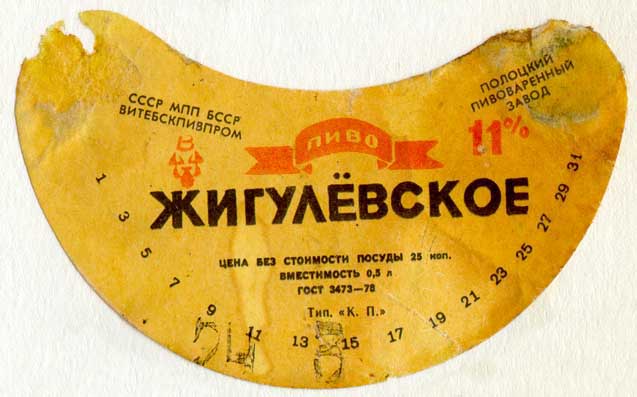 СССР МПП БССР
ВИТЕБСКПИВПРОМ
ПОЛОЦКИЙ
ПИВОВАРЕННЫЙ
ЗАВОД
ПИВО
11%
ЖИГУЛЁВСКОЕ
ЦЕНА БЕЗ СТОИМОСТИ ПОСУДЫ 25 коп.
ВМЕСТИМОСТЬ 0,5 л
ГОСТ 3473—78
Тип. «К. П.»
1 3 5 7 9 11 13 15 17 19 21 23 25 27 29 31